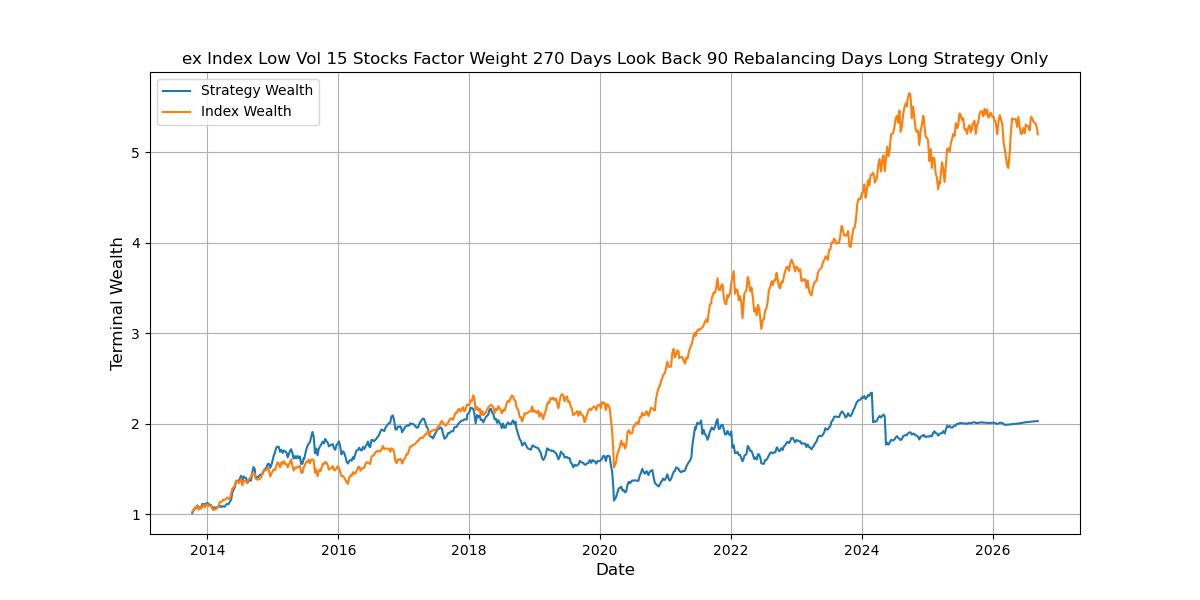 ex Index Low Vol 15 Stocks Factor Weight 270 Days Look Back 90 Rebalancing Days Long Strategy Only
Strategy Wealth
Index Wealth
Terminal Wealth
5
4
3
2
1
2014 2016 2018 2020 2022 2024 2026
Date